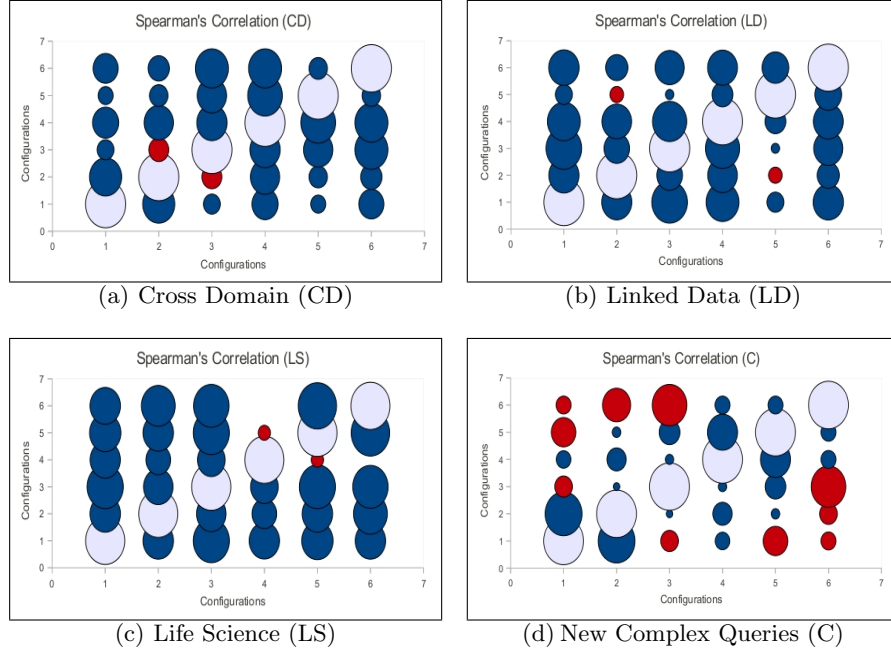 Spearman's Correlation (CD)
Configurations
7
6
5
4
3
2
1
0
0 1 2 3 4 5 6 7
Configurations
(a) Cross Domain (CD)
Spearman's Correlation (LD)
Configurations
7
6
5
4
3
2
1
0
0 1 2 3 4 5 6 7
Configurations
(b) Linked Data (LD)
Spearman's Correlation (LS)
Configurations
7
6
5
4
3
2
1
0
0 1 2 3 4 5 6 7
Configurations
(c) Life Science (LS)
Spearman's Correlation (C)
Configurations
7
6
5
4
3
2
1
0
0 1 2 3 4 5 6 7
Configurations
(d) New Complex Queries (C)